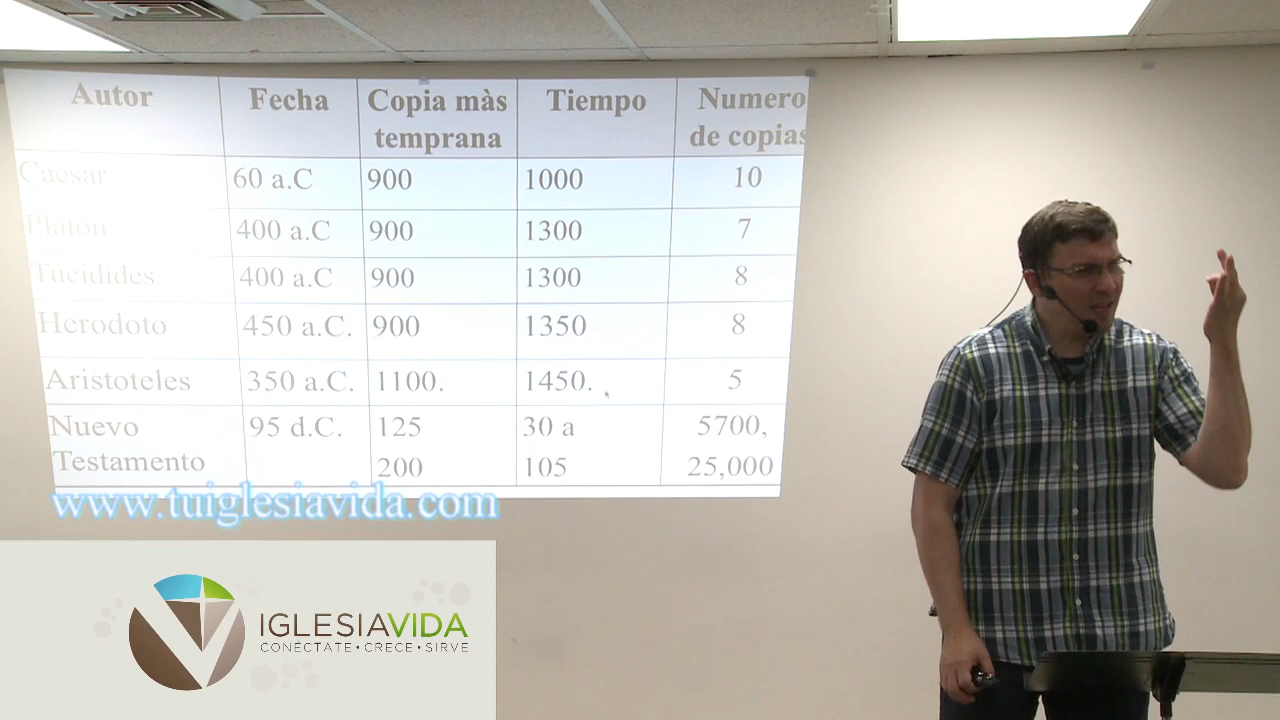 Autor Fecha Copia màs temprana Tiempo Numero de copias
Caesar 60 a.C 900 1000 10
Platòn 400 a.C 900 1300 7
Tucidides 400 a.C 900 1300 8
Herodoto 450 a.C. 900 1350 8
Aristoteles 350 a.C. 1100. 1450. 5
Nuevo 95 d.C. 125 30 a 5700,
Testamento 200 105 25,000
www.tuiglesiavida.com
IGLESIAVIDA
CONÉCTATE • CRECE • SIRVE